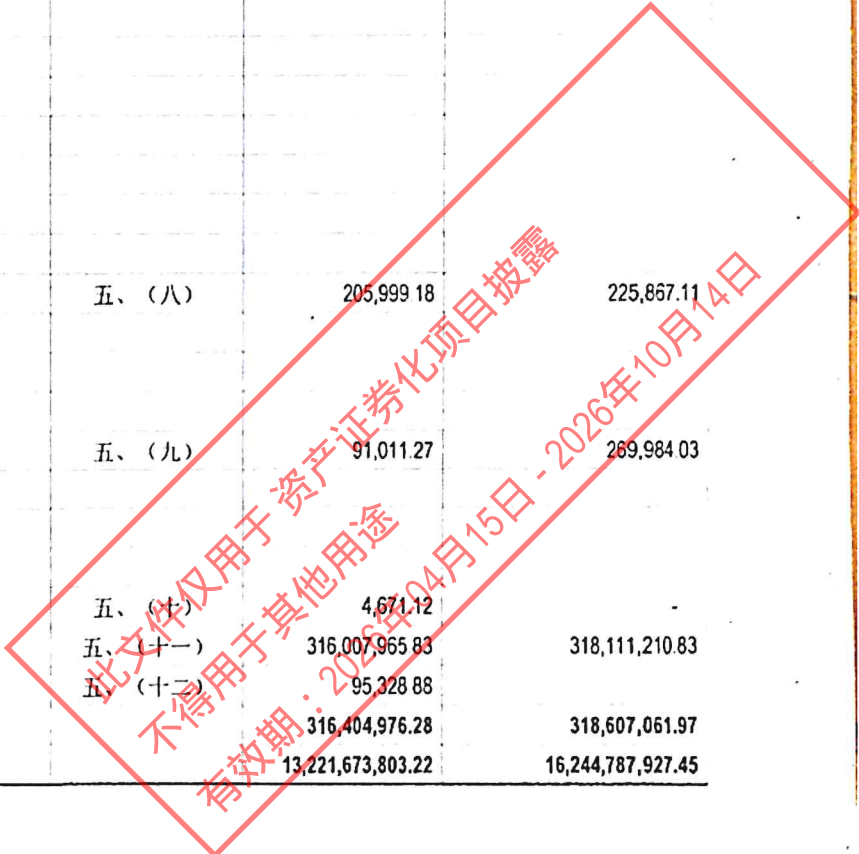 五、（八） 205,999.18 225,867.11
五、（九） 91,011.27 269,984.03
五、（十） 4,671.12 -
五、（十一） 316,007,965.83 318,111,210.83
五、（十二） 95,328.88
316,404,976.28 318,607,061.97
13,221,673,803.22 16,244,787,927.45
此文件仅用于 资产证券化项目披露
不得用于其他用途
有效期：2026年04月15日 - 2026年10月14日